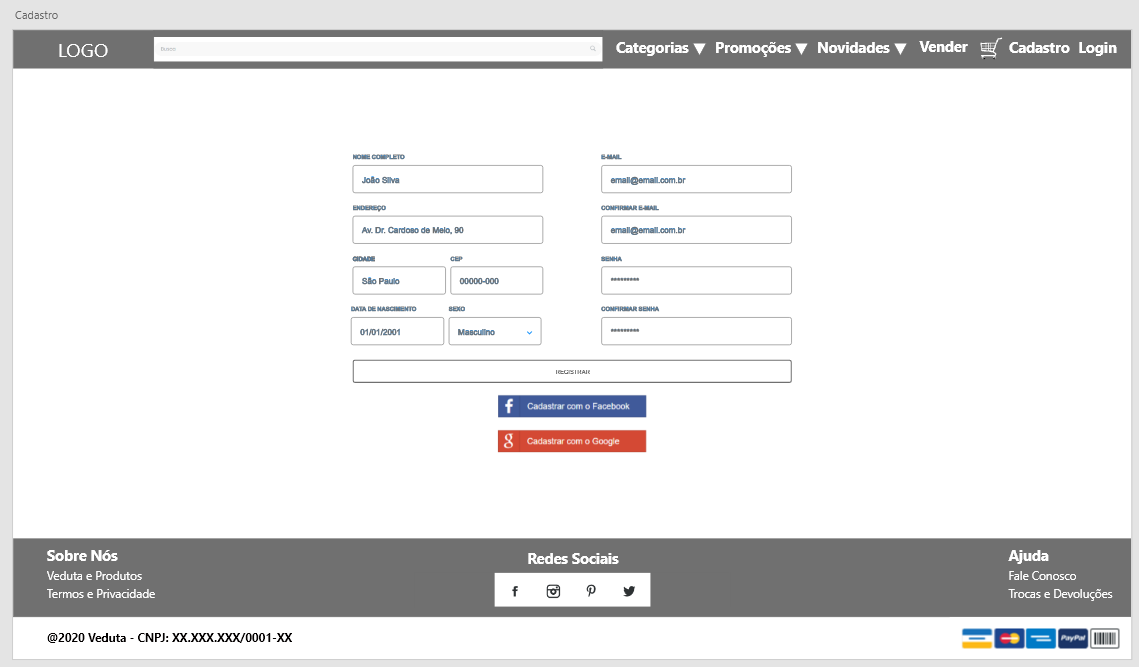 Cadastro
LOGO
Buscar
Categorias ▼ Promoções ▼ Novidades ▼ Vender Cadastro Login
NOME COMPLETO
João Silva
E-MAIL
email@email.com.br
ENDEREÇO
Av. Dr. Cardoso de Melo, 90
CONFIRMAR E-MAIL
email@email.com.br
CIDADE
São Paulo
CEP
00000-000
SENHA
*********
DATA DE NASCIMENTO
01/01/2001
SEXO
Masculino
CONFIRMAR SENHA
*********
REGISTRAR
f Cadastrar com o Facebook
g Cadastrar com o Google
Sobre Nós
Veduta e Produtos
Termos e Privacidade
Redes Sociais
Ajuda
Fale Conosco
Trocas e Devoluções
@2020 Veduta - CNPJ: XX.XXX.XXX/0001-XX
PayPal